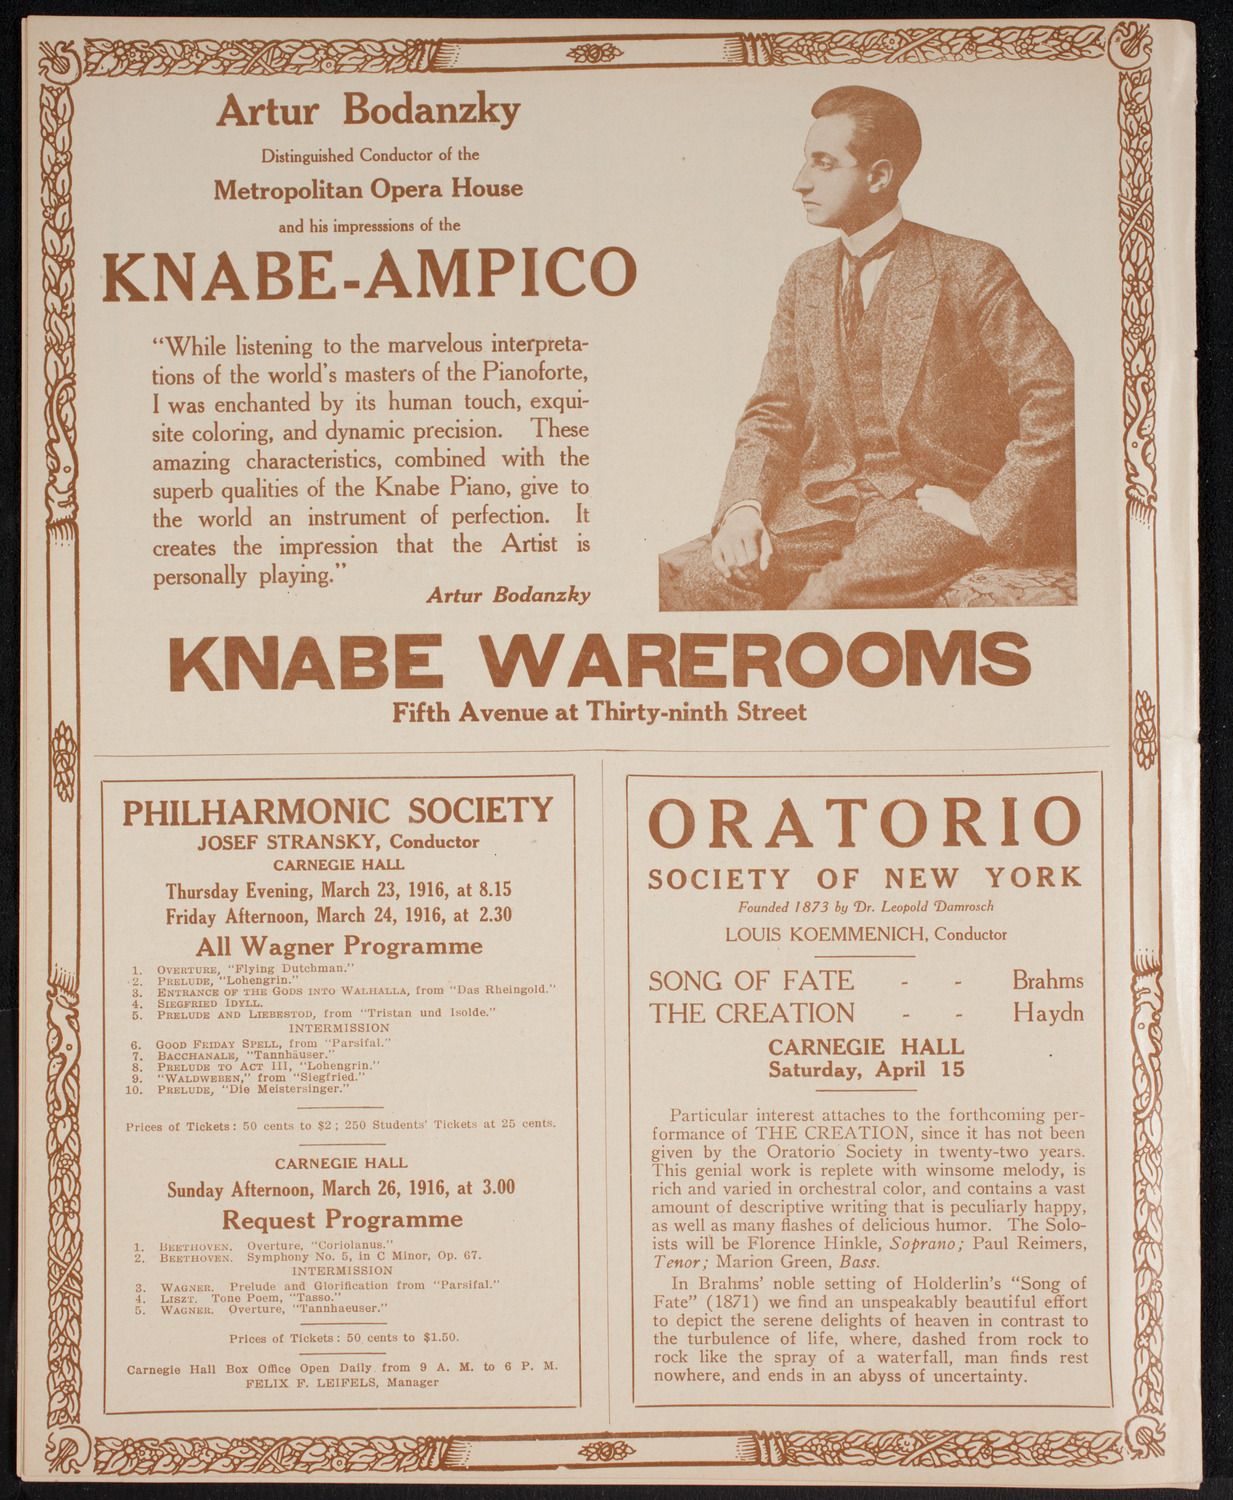 Artur Bodanzky
Distinguished Conductor of the
Metropolitan Opera House
and his impresssions of the
KNABE-AMPICO
“While listening to the marvelous interpreta-
tions of the world's masters of the Pianoforte,
I was enchanted by its human touch, exqui-
site coloring, and dynamic precision. These
amazing characteristics, combined with the
superb qualities of the Knabe Piano, give to
the world an instrument of perfection. It
creates the impression that the Artist is
personally playing.”
Artur Bodanzky
KNABE WAREROOMS
Fifth Avenue at Thirty-ninth Street
PHILHARMONIC SOCIETY
JOSEF STRANSKY, Conductor
CARNEGIE HALL
Thursday Evening, March 23, 1916, at 8.15
Friday Afternoon, March 24, 1916, at 2.30
All Wagner Programme
1. OVERTURE, "Flying Dutchman."
2. PRELUDE, "Lohengrin."
3. ENTRANCE OF THE GODS INTO WALHALLA, from "Das Rheingold."
4. SIEGFRIED IDYLL.
5. PRELUDE AND LIEBESTOD, from "Tristan und Isolde."
INTERMISSION
6. GOOD FRIDAY SPELL, from "Parsifal."
7. BACCHANALE, "Tannhäuser."
8. PRELUDE TO ACT III, "Lohengrin."
9. "WALDWEBEN," from "Siegfried."
10. PRELUDE, "Die Meistersinger."
Prices of Tickets: 50 cents to $2; 250 Students' Tickets at 25 cents.
CARNEGIE HALL
Sunday Afternoon, March 26, 1916, at 3.00
Request Programme
1. BEETHOVEN. Overture, "Coriolanus."
2. BEETHOVEN. Symphony No. 5, in C Minor, Op. 67.
INTERMISSION
3. WAGNER. Prelude and Glorification from "Parsifal."
4. LISZT. Tone Poem, "Tasso."
5. WAGNER. Overture, "Tannhaeuser."
Prices of Tickets: 50 cents to $1.50.
Carnegie Hall Box Office Open Daily from 9 A. M. to 6 P. M.
FELIX F. LEIFELS, Manager
ORATORIO
SOCIETY OF NEW YORK
Founded 1873 by Dr. Leopold Damrosch
LOUIS KOEMMENICH, Conductor
SONG OF FATE - - Brahms
THE CREATION - - Haydn
CARNEGIE HALL
Saturday, April 15
Particular interest attaches to the forthcoming per-
formance of THE CREATION, since it has not been
given by the Oratorio Society in twenty-two years.
This genial work is replete with winsome melody, is
rich and varied in orchestral color, and contains a vast
amount of descriptive writing that is peculiarly happy,
as well as many flashes of delicious humor. The Solo-
ists will be Florence Hinkle, Soprano; Paul Reimers,
Tenor; Marion Green, Bass.
In Brahms' noble setting of Holderlin's “Song of
Fate” (1871) we find an unspeakably beautiful effort
to depict the serene delights of heaven in contrast to
the turbulence of life, where, dashed from rock to
rock like the spray of a waterfall, man finds rest
nowhere, and ends in an abyss of uncertainty.